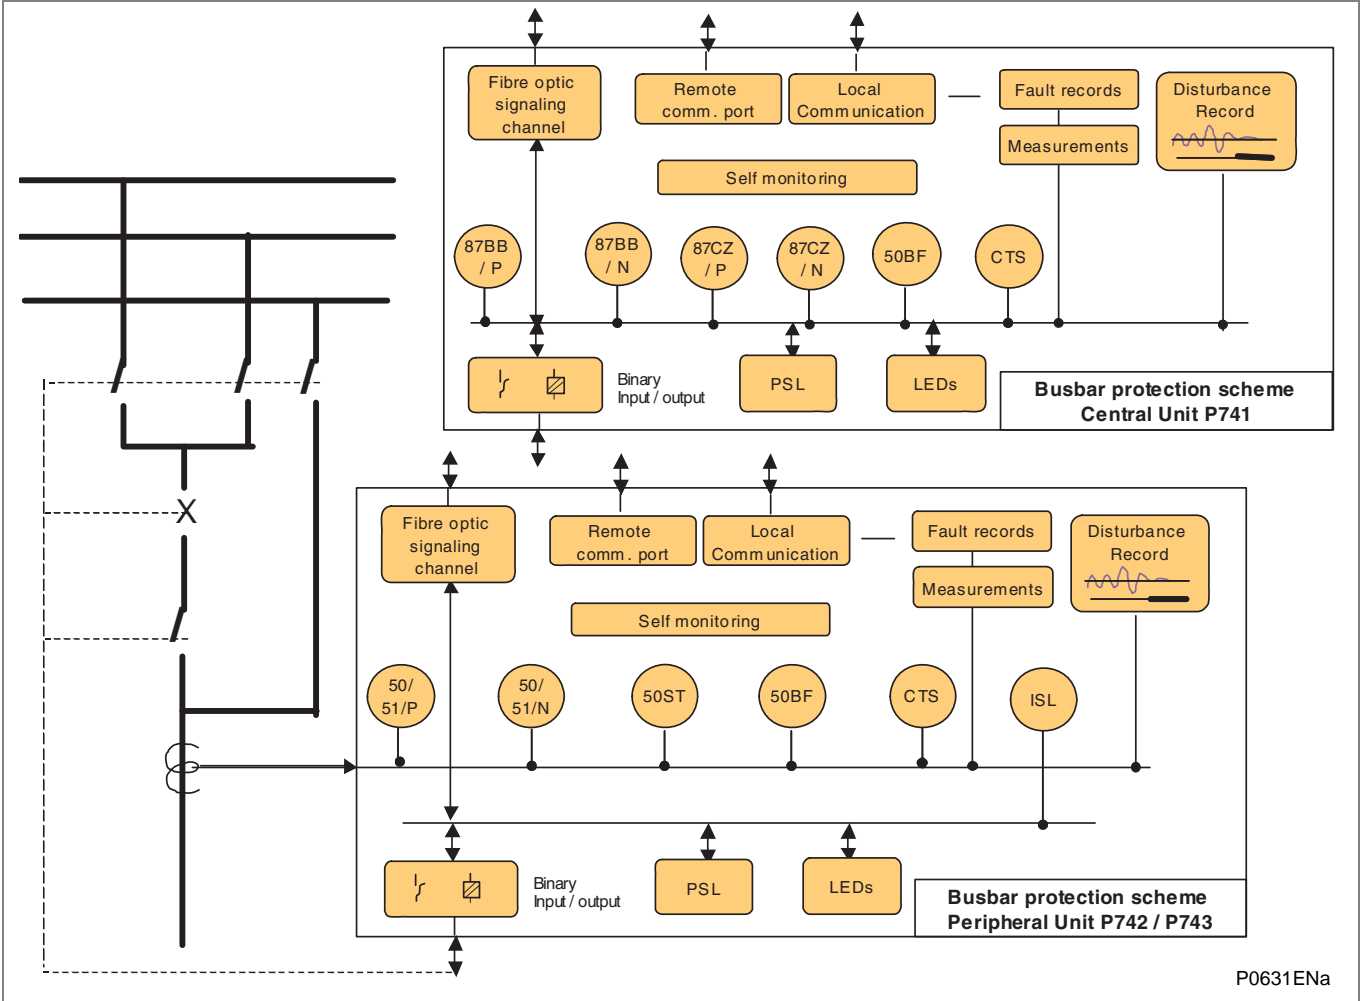 Fibre optic
signaling
channel
Remote
comm. port
Local
Communication
Fault records
Measurements
Disturbance
Record
Self monitoring
87BB
/ P
87BB
/ N
87CZ
/ P
87CZ
/ N
50BF
CTS
Binary
Input / output
PSL
LEDs
Busbar protection scheme
Central Unit P741
X
Fibre optic
signaling
channel
Remote
comm. port
Local
Communication
Fault records
Measurements
Disturbance
Record
Self monitoring
50/
51/P
50/
51/N
50ST
50BF
CTS
ISL
Binary
Input / output
PSL
LEDs
Busbar protection scheme
Peripheral Unit P742 / P743
P0631ENa